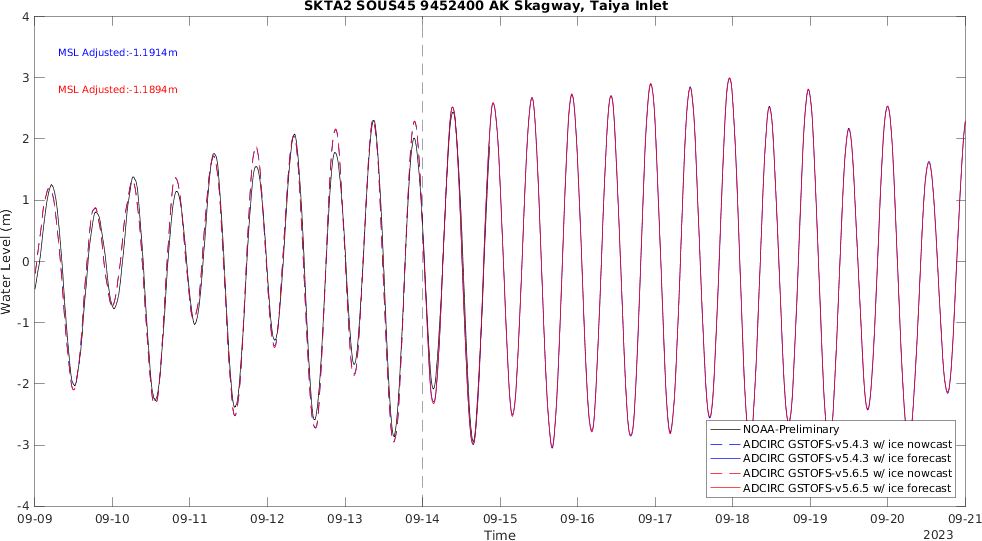 SKTA2 SOUS45 9452400 AK Skagway, Taiya Inlet
MSL Adjusted:-1.1914m
MSL Adjusted:-1.1894m
Water Level (m)
4
3
2
1
0
-1
-2
-3
-4
NOAA-Preliminary
ADCIRC GSTOFS-v5.4.3 w/ ice nowcast
ADCIRC GSTOFS-v5.4.3 w/ ice forecast
ADCIRC GSTOFS-v5.6.5 w/ ice nowcast
ADCIRC GSTOFS-v5.6.5 w/ ice forecast
09-09 09-10 09-11 09-12 09-13 09-14 09-15 09-16 09-17 09-18 09-19 09-20 09-21
Time
2023